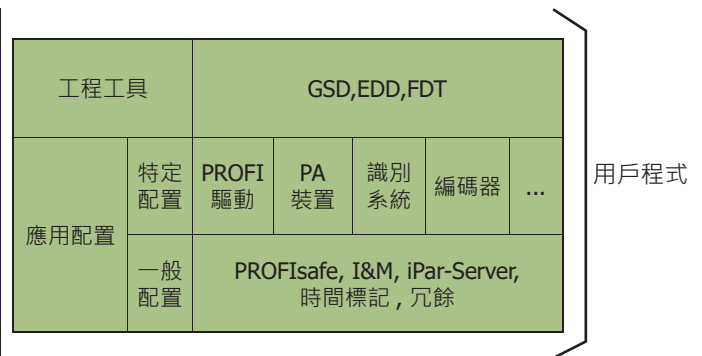 工程工具
GSD,EDD,FDT
應用配置
特定
配置
PROFI
驅動
PA
裝置
識別
系統
編碼器
...
一般
配置
PROFIsafe, I&M, iPar-Server,
時間標記 , 冗餘
用戶程式